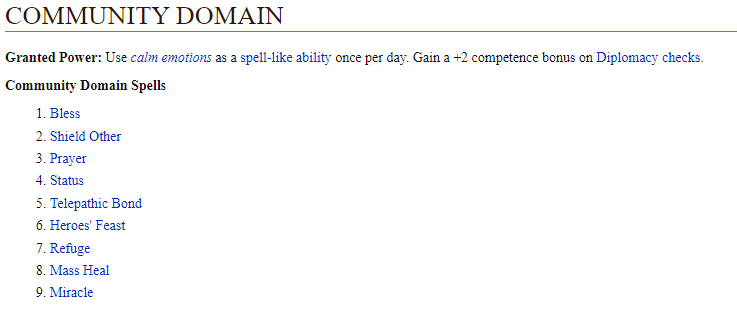 COMMUNITY DOMAIN
Granted Power: Use calm emotions as a spell-like ability once per day. Gain a +2 competence bonus on Diplomacy checks.
Community Domain Spells
1. Bless
2. Shield Other
3. Prayer
4. Status
5. Telepathic Bond
6. Heroes' Feast
7. Refuge
8. Mass Heal
9. Miracle